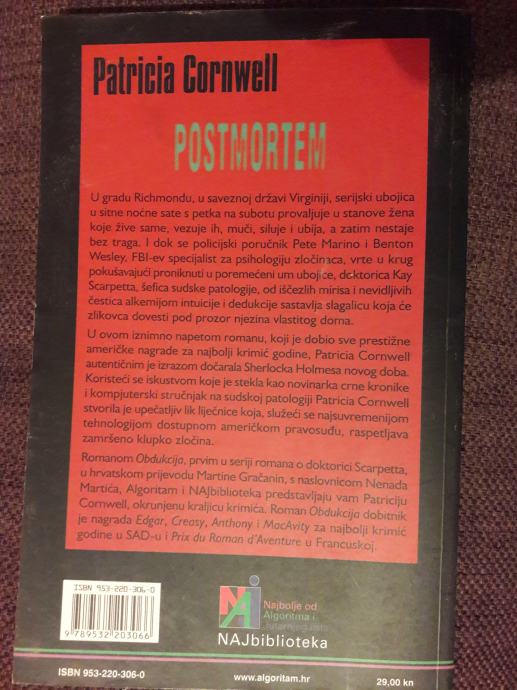 Patricia Cornwell
POSTMORTEM
U gradu Richmondu, u saveznoj državi Virginiji, serijski ubojica
u sitne noćne sate s petka na subotu provaljuje u stanove žena
koje žive same, vezuje ih, muči, siluje i ubija, a zatim nestaje
bez traga. I dok se policijski poručnik Pete Marino i Benton
Wesley, FBI-ev specijalist za psihologiju zločinaca, vrte u krug
pokušavajući proniknuti u poremećeni um ubojice, doktorica Kay
Scarpetta, šefica sudske patologije, od iščezlih mirisa i nevidljivih
čestica alkemijom intuicije i dedukcije sastavlja slagalicu koja će
zlikovca dovesti pod prozor njezina vlastitog doma.
U ovom iznimno napetom romanu, koji je dobio sve prestižne
američke nagrade za najbolji krimić godine, Patricia Cornwell
autentičnim je izrazom dočarala Sherlocka Holmesa novog doba.
Koristeći se iskustvom koje je stekla kao novinarka crne kronike
i kompjuterski stručnjak na sudskoj patologiji Patricia Cornwell
stvorila je upečatljiv lik liječnice koja, služeći se najsuvremenijom
tehnologijom dostupnom američkom pravosuđu, raspetljava
zamršeno klupko zločina.
Romanom Obdukcija, prvim u seriji romana o doktorici Scarpetta,
u hrvatskom prijevodu Martine Gračanin, s naslovnicom Nenada
Martića, Algoritam i NAJbiblioteka predstavljaju vam Patriciju
Cornwell, okrunjenu kraljicu krimića. Roman Obdukcija dobitnik
je nagrada Edgar, Creasy, Anthony i MacAvity za najbolji krimić
godine u SAD-u i Prix du Roman d'Aventure u Francuskoj.
ISBN 953-220-306-0
9 789532 203066
NAj
Najbolje od
Algoritma i
Jutarnjeg lista
NAJbiblioteka
ISBN 953-220-306-0
www.algoritam.hr
29,00 kn